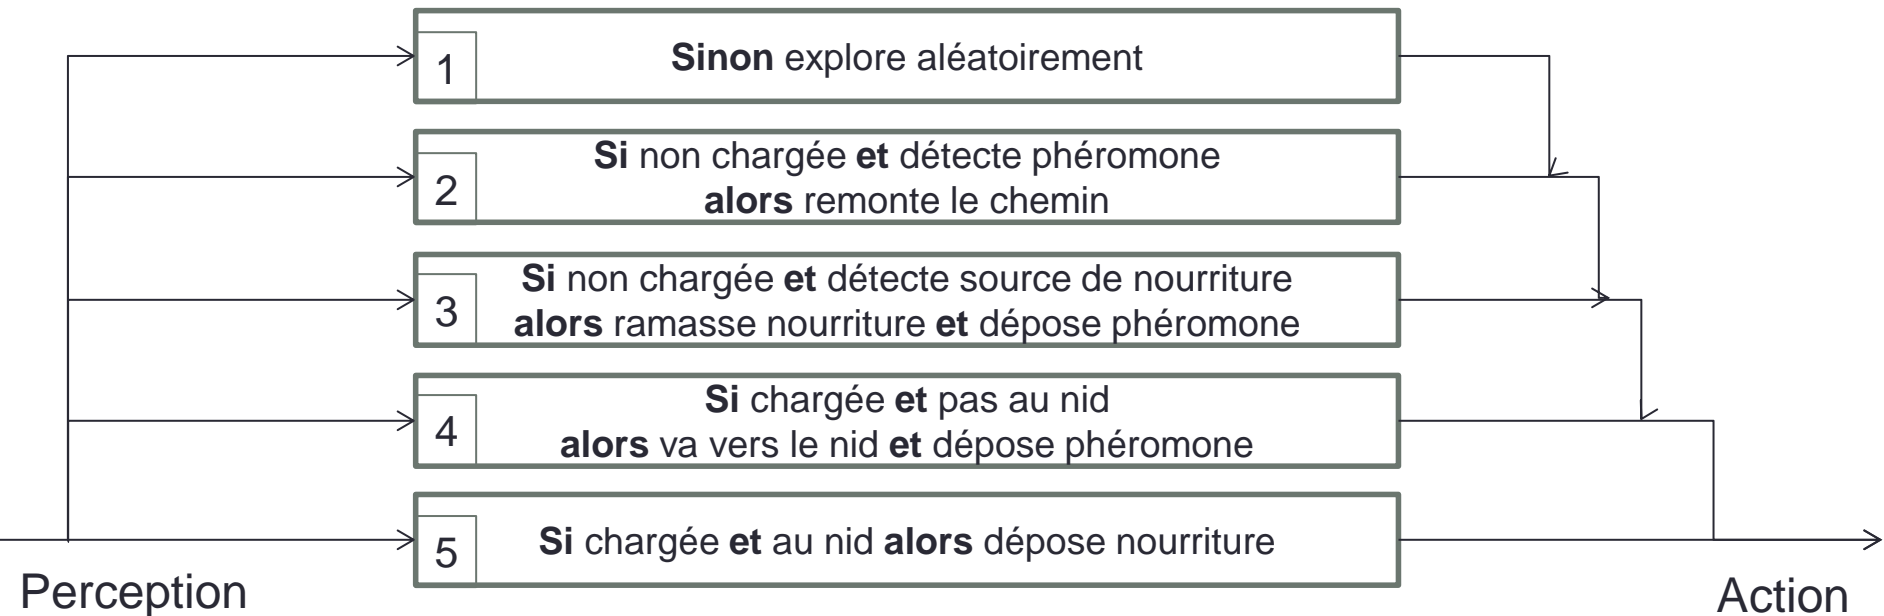 1
Sinon explore aléatoirement
2
Si non chargée et détecte phéromone
alors remonte le chemin
3
Si non chargée et détecte source de nourriture
alors ramasse nourriture et dépose phéromone
4
Si chargée et pas au nid
alors va vers le nid et dépose phéromone
5
Si chargée et au nid alors dépose nourriture
Perception
Action